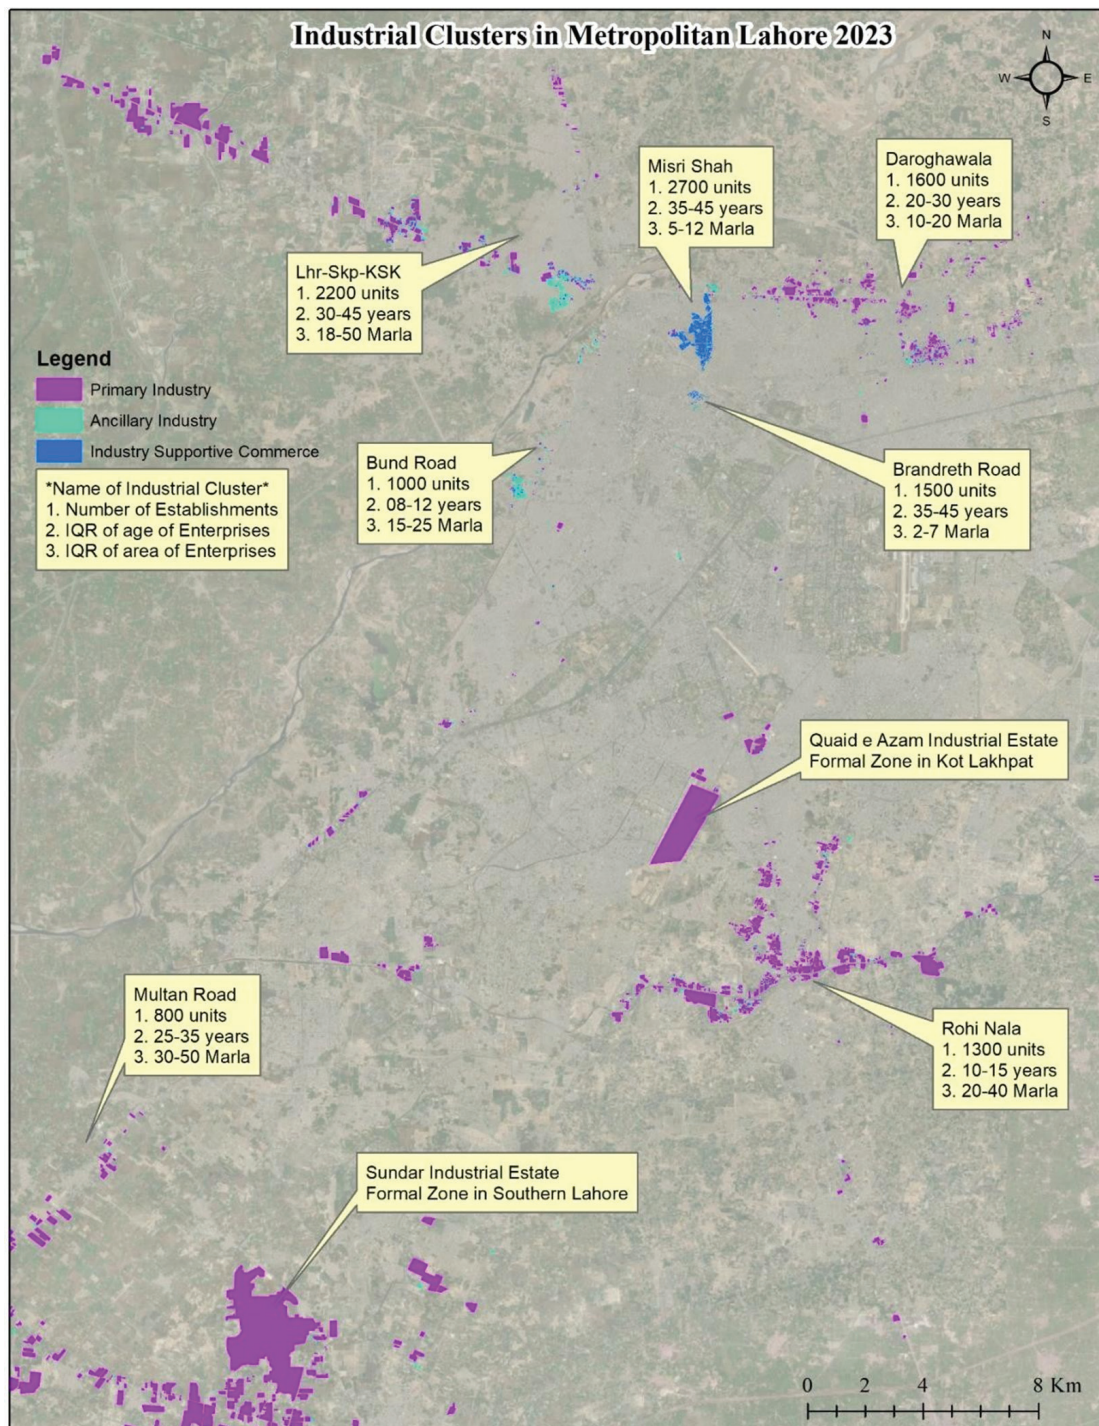 Industrial Clusters in Metropolitan Lahore 2023
N
W
E
S
Misri Shah
1. 2700 units
2. 35-45 years
3. 5-12 Marla
Daroghawala
1. 1600 units
2. 20-30 years
3. 10-20 Marla
Lhr-Skp-KSK
1. 2200 units
2. 30-45 years
3. 18-50 Marla
Legend
Primary Industry
Ancillary Industry
Industry Supportive Commerce
*Name of Industrial Cluster*
1. Number of Establishments
2. IQR of age of Enterprises
3. IQR of area of Enterprises
Bund Road
1. 1000 units
2. 08-12 years
3. 15-25 Marla
Brandreth Road
1. 1500 units
2. 35-45 years
3. 2-7 Marla
Quaid e Azam Industrial Estate
Formal Zone in Kot Lakhpat
Multan Road
1. 800 units
2. 25-35 years
3. 30-50 Marla
Rohi Nala
1. 1300 units
2. 10-15 years
3. 20-40 Marla
Sundar Industrial Estate
Formal Zone in Southern Lahore
0 2 4 8 Km